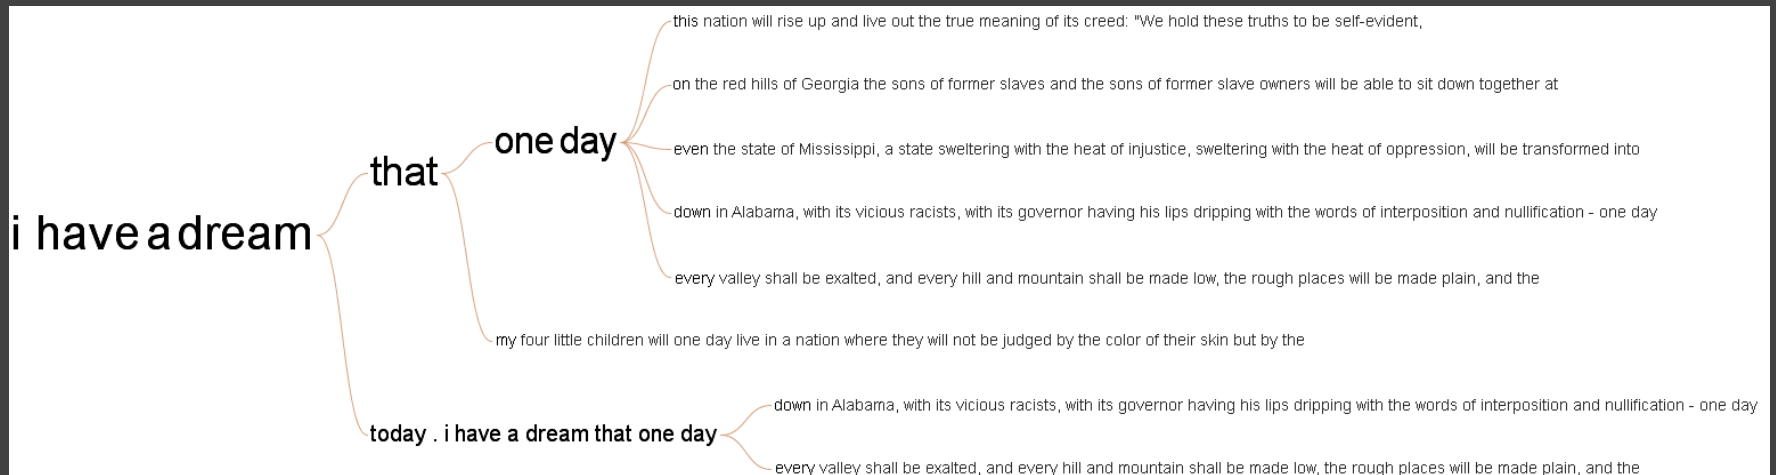 this nation will rise up and live out the true meaning of its creed: "We hold these truths to be self-evident,
on the red hills of Georgia the sons of former slaves and the sons of former slave owners will be able to sit down together at
one day
even the state of Mississippi, a state sweltering with the heat of injustice, sweltering with the heat of oppression, will be transformed into
that
down in Alabama, with its vicious racists, with its governor having his lips dripping with the words of interposition and nullification - one day
i have a dream
every valley shall be exalted, and every hill and mountain shall be made low, the rough places will be made plain, and the
my four little children will one day live in a nation where they will not be judged by the color of their skin but by the
down in Alabama, with its vicious racists, with its governor having his lips dripping with the words of interposition and nullification - one day
today . i have a dream that one day
every valley shall be exalted, and every hill and mountain shall be made low, the rough places will be made plain, and the